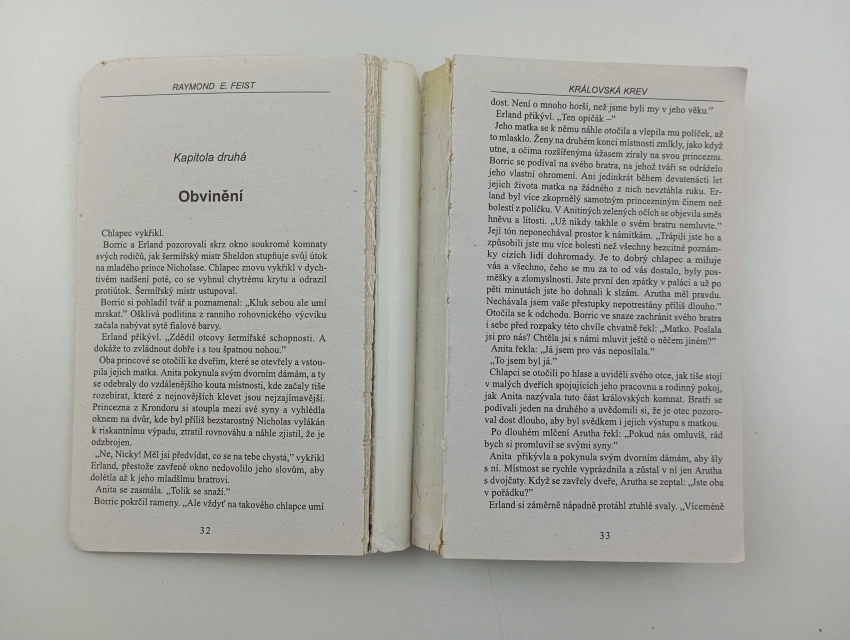 RAYMOND E. FEIST
Kapitola druhá
Obvinění
Chlapec vykřikl.
Borric a Erland pozorovali skrz okno soukromé komnaty
svých rodičů, jak šermířský mistr Sheldon stupňuje svůj útok
na mladého prince Nicholase. Chlapec znovu vykřikl v dych-
tivém nadšení poté, co se vyhnul chytrému krytu a odrazil
protiútok. Šermířský mistr ustupoval.
Borric si pohladil tvář a poznamenal: „Kluk sebou ale umí
mrskat.” Ošklivá podlitina z ranního rohovnického výcviku
začala nabývat sytě fialové barvy.
Erland přikývl. „Zdědil otcovy šermířské schopnosti. A
dokáže to zvládnout dobře i s tou špatnou nohou.”
Oba princové se otočili ke dveřím, které se otevřely a vstou-
pila jejich matka. Anita pokynula svým dvorním dámám, a ty
se odebraly do vzdálenějšího kouta místnosti, kde začaly tiše
rozebírat, které z nejnovějších klevet jsou nejzajímavější.
Princezna z Krondoru si stoupla mezi své syny a vyhlédla
oknem na dvůr, kde byl příliš bezstarostný Nicholas vylákán
k riskantnímu výpadu, ztratil rovnováhu a náhle zjistil, že je
odzbrojen.
„Ne, Nicky! Měl jsi předvídat, co se na tebe chystá,” vykřikl
Erland, přestože zavřené okno nedovolilo jeho slovům, aby
dolétla až k jeho mladšímu bratrovi.
Anita se zasmála. „Tolik se snaží.”
Borric pokrčil rameny. „Ale vždyť na takového chlapce umí
32
KRÁLOVSKÁ KREV
dost. Není o mnoho horší, než jsme byli my v jeho věku.”
Erland přikývl. „Ten opičák –”
Jeho matka se k němu náhle otočila a vlepila mu políček, až
to mlasklo. Ženy na druhém konci místnosti zmlkly, jako když
utne, a očima rozšířenýma úžasem zíraly na svou princeznu.
Borric se podíval na svého bratra, na jehož tváři se odráželo
jeho vlastní ohromení. Ani jedinkrát během devatenácti let
jejich života matka na žádného z nich nevztáhla ruku. Er-
land byl více zkoprnělý samotným princezniným činem než
bolestí z políčku. V Anitiných zelených očích se objevila směs
hněvu a lítosti. „Už nikdy takhle o svém bratru nemluvte.”
Její tón neponechával prostor k námitkám. „Trápili jste ho a
způsobili jste mu více bolesti než všechny bezcitné poznám-
ky cizích lidí dohromady. Je to dobrý chlapec a miluje
vás a všechno, čeho se mu za to od vás dostalo, byly pos-
měšky a zlomyslnosti. Jste první den zpátky v paláci a už po
pěti minutách jste ho dohnali k slzám. Arutha měl pravdu.
Nechávala jsem vaše přestupky nepotrestány příliš dlouho.”
Otočila se k odchodu. Borric ve snaze zachránit svého bratra
i sebe před rozpaky této chvíle chvatně řekl: „Matko. Poslala
jsi pro nás? Chtěla jsi s námi mluvit ještě o něčem jiném?”
Anita řekla: „Já jsem pro vás neposílala.”
„To jsem byl já.”
Chlapci se otočili po hlase a uviděli svého otce, jak tiše stojí
v malých dveřích spojujících jeho pracovnu a rodinný pokoj,
jak Anita nazývala tuto část královských komnat. Bratři se
podívali jeden na druhého a uvědomili si, že je otec pozoro-
val dost dlouho, aby byl svědkem i jejich výstupu s matkou.
Po dlouhém mlčení Arutha řekl: „Pokud nás omluvíš, rád
bych si promluvil se svými syny.”
Anita přikývla a pokynula svým dvorním dámám, aby šly
s ní. Místnost se rychle vyprázdnila a zůstal v ní jen Arutha
s dvojčaty. Když se zavřely dveře, Arutha se zeptal: „Jste oba
v pořádku?”
Erland si záměrně nápadně protáhl ztuhlé svaly. „Víceméně
33